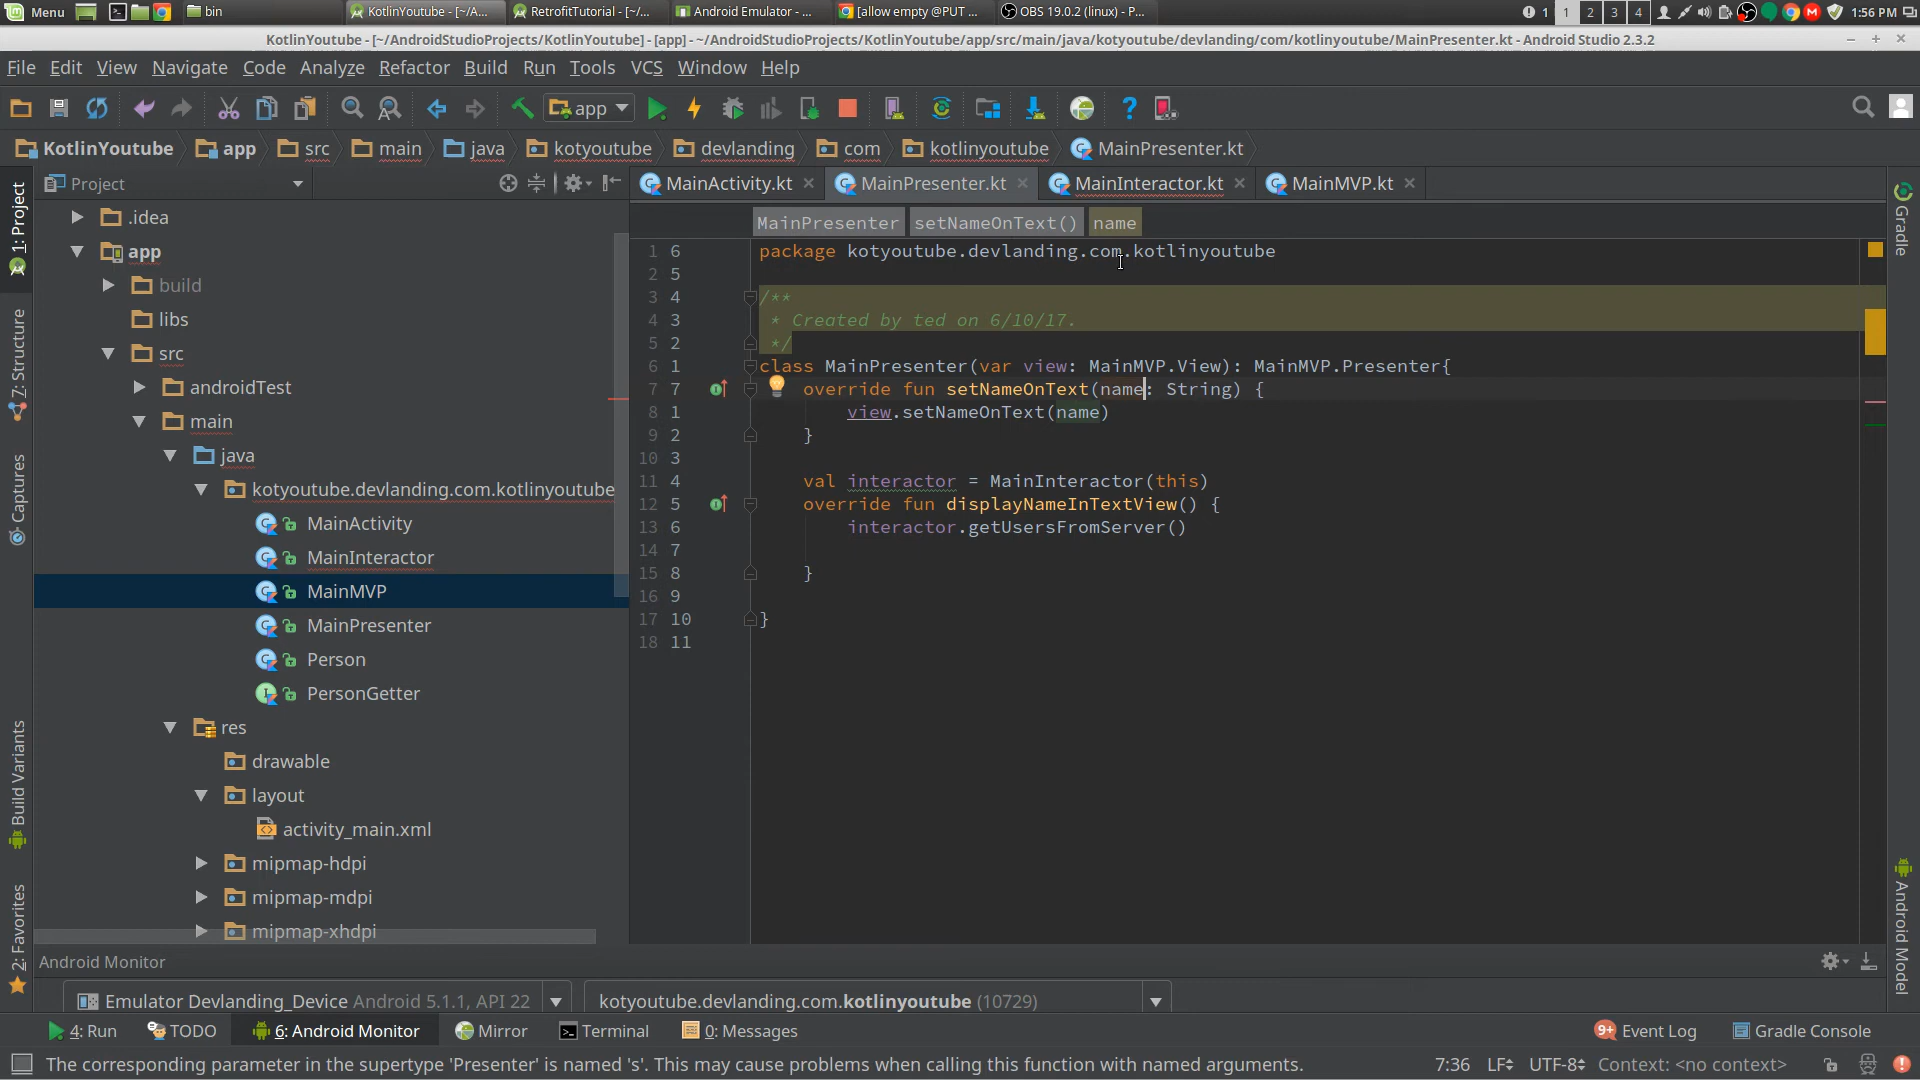 Menu
bin
KotlinYoutube - [~/A...
RetrofitTutorial - [~/...
Android Emulator - ...
[allow empty @PUT ...
OBS 19.0.2 (linux) - P...
1
1 2 3 4
1:56 PM
KotlinYoutube - [~/AndroidStudioProjects/KotlinYoutube] - [app] - ~/AndroidStudioProjects/KotlinYoutube/app/src/main/java/kotyoutube/devlanding/com/kotlinyoutube/MainPresenter.kt - Android Studio 2.3.2
File Edit View Navigate Code Analyze Refactor Build Run Tools VCS Window Help
app
KotlinYoutube app src main java kotyoutube devlanding com kotlinyoutube MainPresenter.kt
Project
MainActivity.kt
MainPresenter.kt
MainInteractor.kt
MainMVP.kt
1: Project
7: Structure
Captures
Build Variants
2: Favorites
.idea
app
build
libs
src
androidTest
main
java
kotyoutube.devlanding.com.kotlinyoutube
MainActivity
MainInteractor
MainMVP
MainPresenter
Person
PersonGetter
res
drawable
layout
activity_main.xml
mipmap-hdpi
mipmap-mdpi
mipmap-xhdpi
MainPresenter setNameOnText() name
1 6 package kotyoutube.devlanding.com.kotlinyoutube
2 5
3 4 /**
4 3 * Created by ted on 6/10/17.
5 2 */
6 1 class MainPresenter(var view: MainMVP.View): MainMVP.Presenter{
7 7 override fun setNameOnText(name: String) {
8 1 view.setNameOnText(name)
9 2 }
10 3
11 4 val interactor = MainInteractor(this)
12 5 override fun displayNameInTextView() {
13 6 interactor.getUsersFromServer()
14 7
15 8 }
16 9
17 10 }
18 11
Gradle
Android Model
Android Monitor
Emulator Devlanding_Device Android 5.1.1, API 22
kotyoutube.devlanding.com.kotlinyoutube (10729)
4: Run
TODO
6: Android Monitor
Mirror
Terminal
0: Messages
9+ Event Log
Gradle Console
The corresponding parameter in the supertype 'Presenter' is named 's'. This may cause problems when calling this function with named arguments.
7:36 LF UTF-8 Context: <no context>